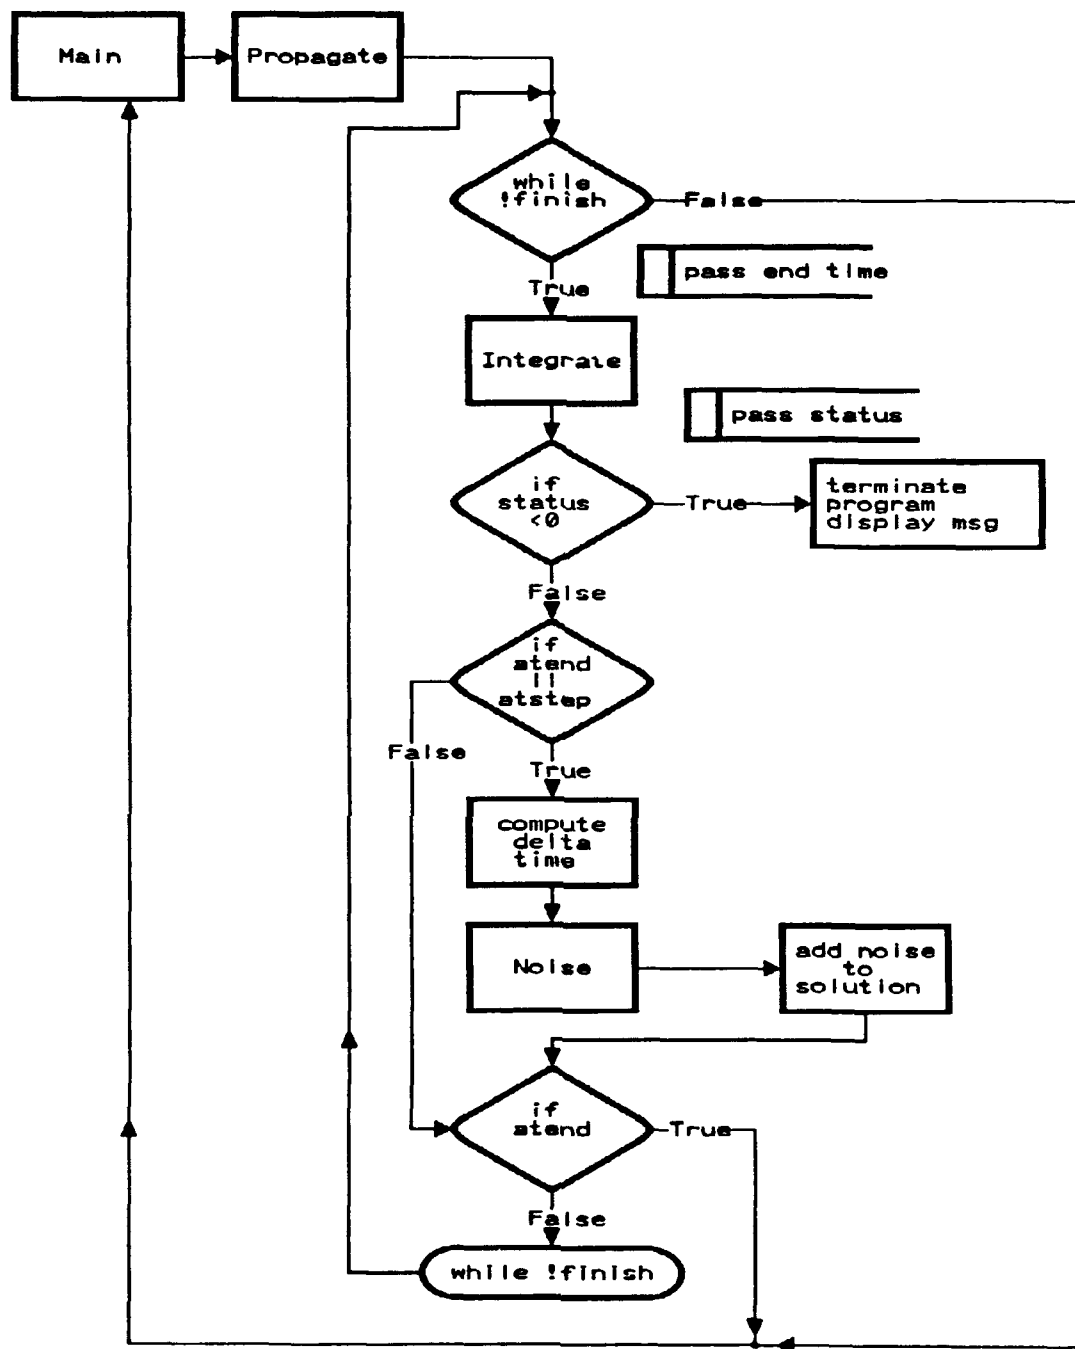 Main
Propagate
while
!finish
False
pass end time
True
Integrate
pass status
if
status
<0
True
terminate
program
display msg
False
if
atend
||
atstep
False
True
compute
delta
time
Noise
add noise
to
solution
if
atend
True
False
while !finish